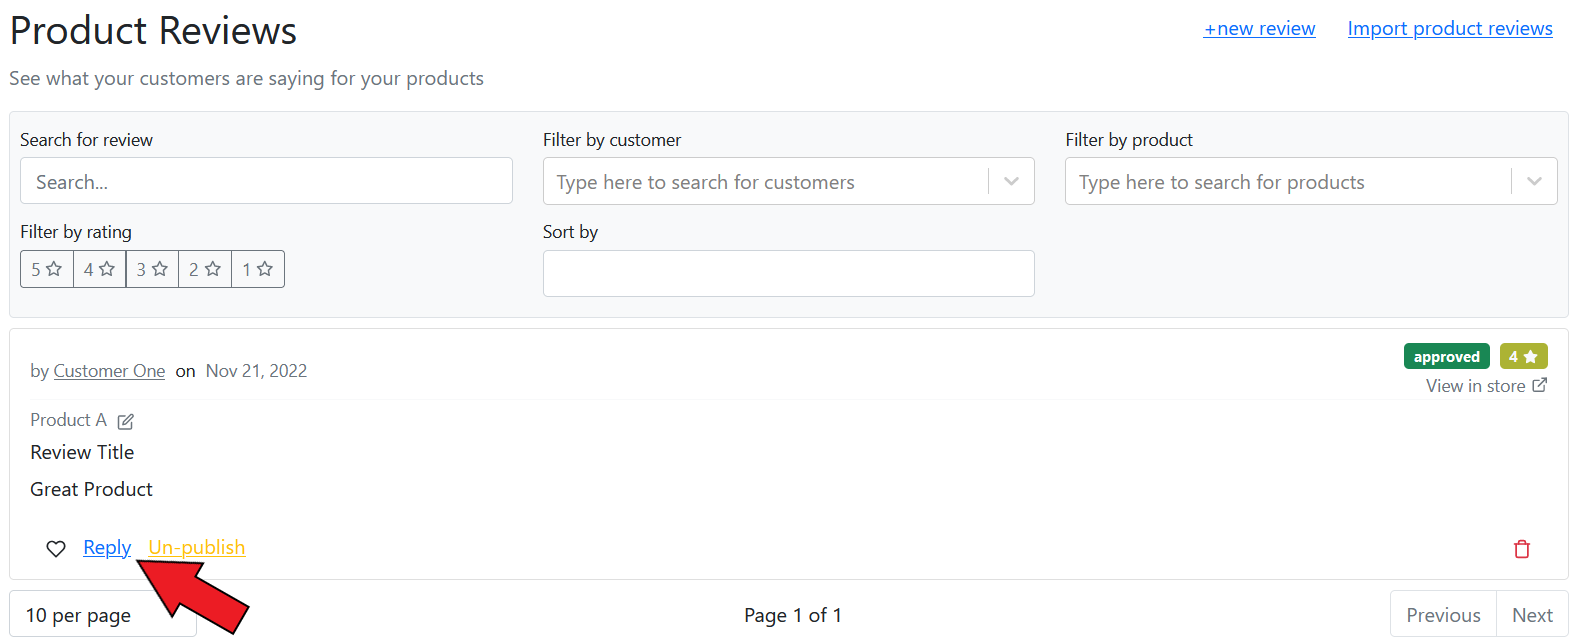 Product Reviews
+new review
Import product reviews
See what your customers are saying for your products
Search for review
Filter by customer
Filter by product
Search...
Type here to search for customers
Type here to search for products
Filter by rating
Sort by
5 4 3 2 1
by Customer One on Nov 21, 2022
approved
4
View in store
Product A
Review Title
Great Product
Reply Un-publish
10 per page
Page 1 of 1
Previous
Next